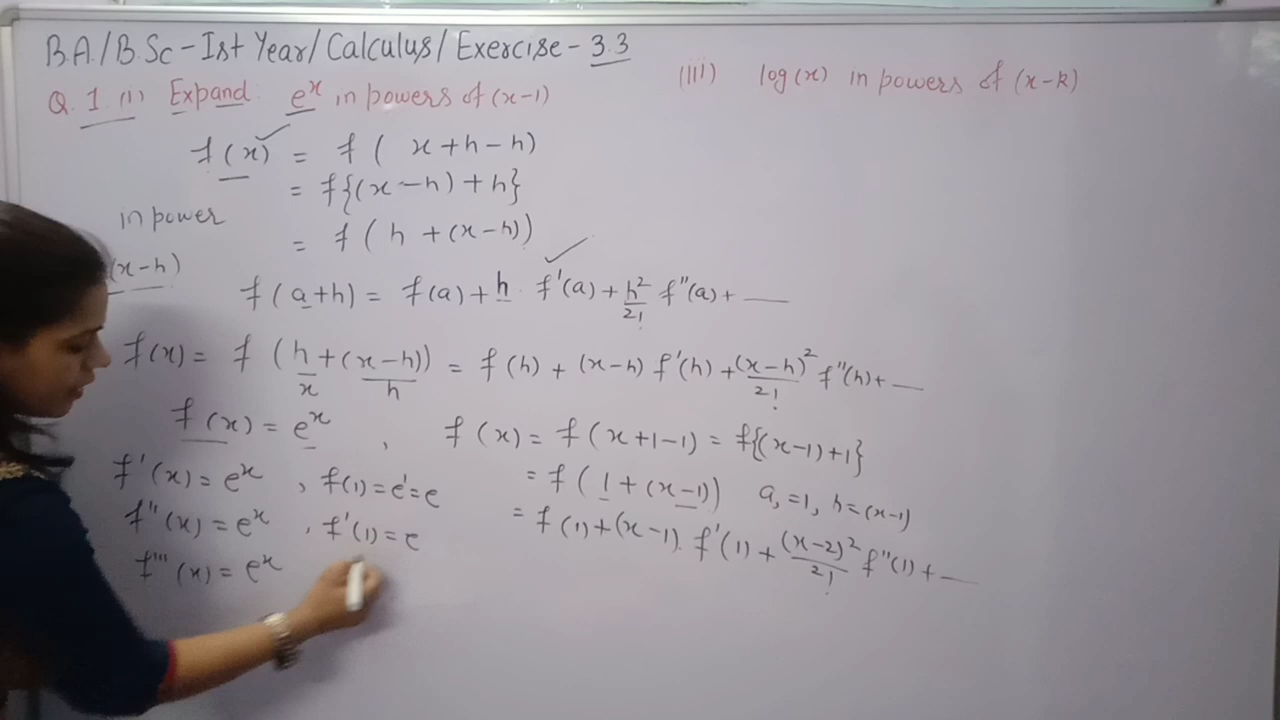 B.A./B.Sc - Ist Year/Calculus/Exercise - 3.3
Q. 1. (i) Expand: e^x in powers of (x-1)
(iii) log(x) in powers of (x-k)
f(x) = f( x+h-h)
= f{(x-h)+h}
in power
= f(h+(x-h))
(x-h)
f(a+h) = f(a)+h. f'(a)+h²/2! f''(a)+ —
f(x) = f(h+(x-h)) = f(h)+(x-h) f'(h)+(x-h)²/2! f''(h)+ —
x h
f(x) = e^x , f(x) = f(x+1-1) = f{(x-1)+1}
f'(x) = e^x , f(1) = e' = e
= f(1+(x-1)) a, =1, h=(x-1)
f''(x) = e^x , f'(1) = e
= f(1)+(x-1). f'(1)+(x-2)²/2! f''(1)+ —
f'''(x) = e^x